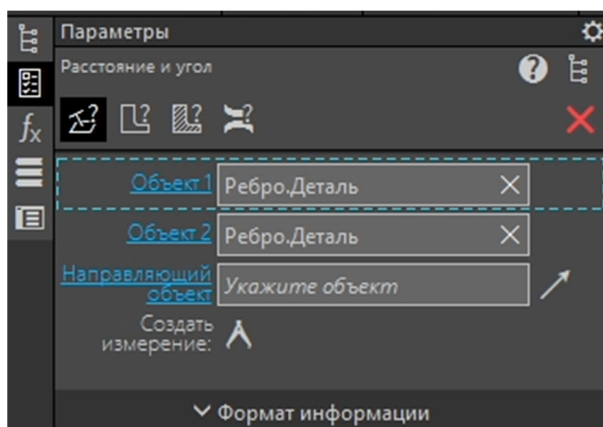 Параметры
Расстояние и угол
Объект 1 Ребро.Деталь
Объект 2 Ребро.Деталь
Направляющий
объект Укажите объект
Создать
измерение:
Формат информации